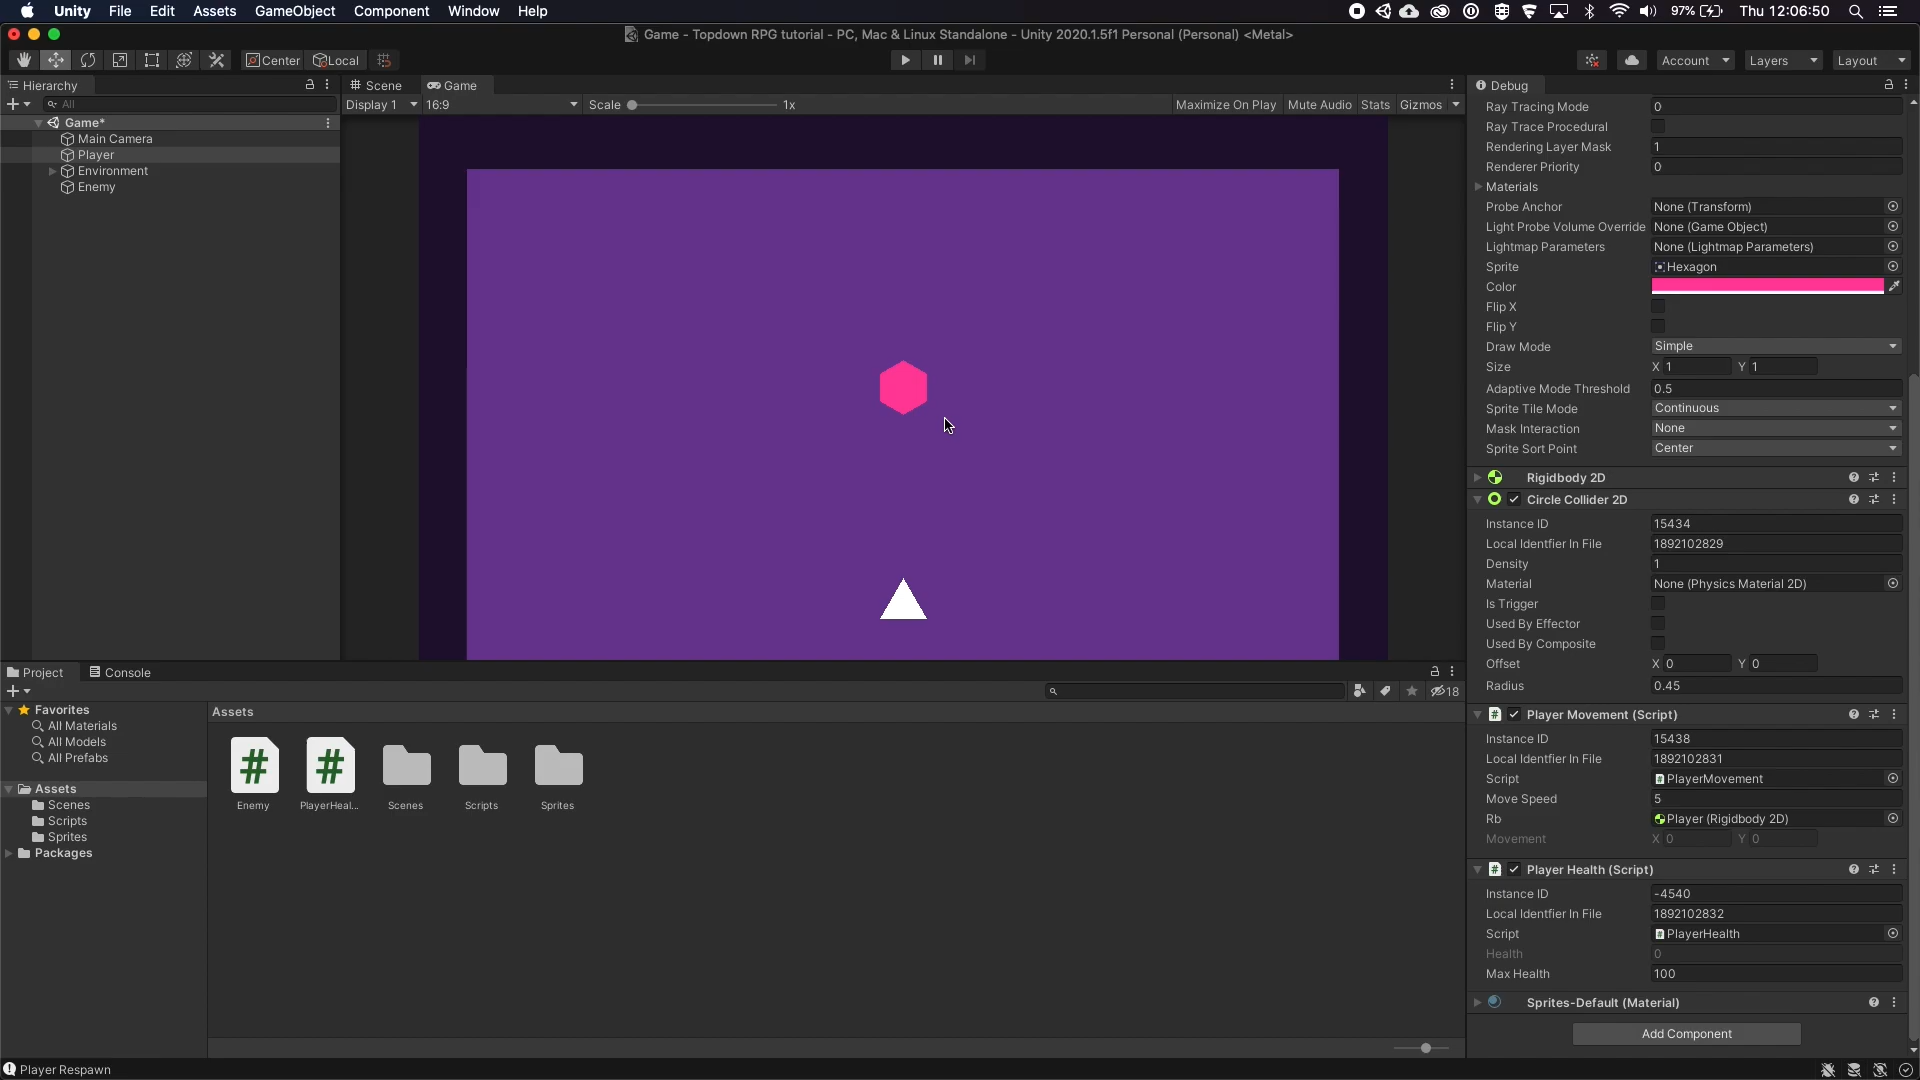 Unity File Edit Assets GameObject Component Window Help 97% Thu 12:06:50
Game - Topdown RPG tutorial - PC, Mac & Linux Standalone - Unity 2020.1.5f1 Personal (Personal) <Metal>
Center Local Account Layers Layout
Hierarchy
All
Game*
Main Camera
Player
Environment
Enemy
Scene Game
Display 1 16:9 Scale 1x Maximize On Play Mute Audio Stats Gizmos
Debug
Ray Tracing Mode 0
Ray Trace Procedural
Rendering Layer Mask 1
Renderer Priority 0
Materials
Probe Anchor None (Transform)
Light Probe Volume Override None (Game Object)
Lightmap Parameters None (Lightmap Parameters)
Sprite Hexagon
Color
Flip X
Flip Y
Draw Mode Simple
Size X 1 Y 1
Adaptive Mode Threshold 0.5
Sprite Tile Mode Continuous
Mask Interaction None
Sprite Sort Point Center
Rigidbody 2D
Circle Collider 2D
Instance ID 15434
Local Identfier In File 1892102829
Density 1
Material None (Physics Material 2D)
Is Trigger
Used By Effector
Used By Composite
Offset X 0 Y 0
Radius 0.45
# Player Movement (Script)
Instance ID 15438
Local Identfier In File 1892102831
Script PlayerMovement
Move Speed 5
Rb Player (Rigidbody 2D)
Movement X 0 Y 0
# Player Health (Script)
Instance ID -4540
Local Identfier In File 1892102832
Script PlayerHealth
Health 0
Max Health 100
Sprites-Default (Material)
Add Component
Project Console
18
Favorites
All Materials
All Models
All Prefabs
Assets
Scenes
Scripts
Sprites
Packages
Assets
# #
Enemy PlayerHeal... Scenes Scripts Sprites
Player Respawn